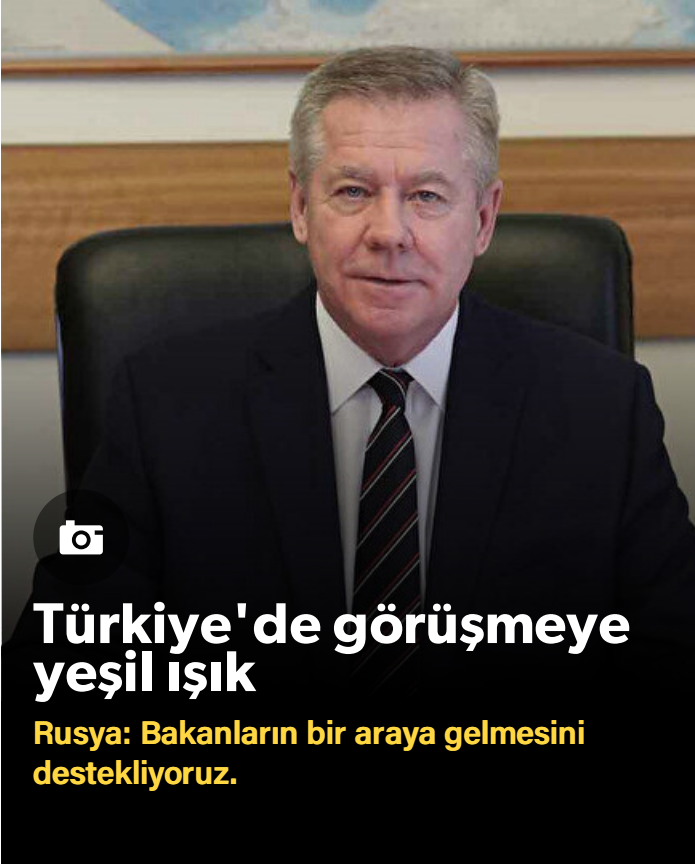 Türkiye'de görüşmeye
yeşil ışık
Rusya: Bakanların bir araya gelmesini
destekliyoruz.